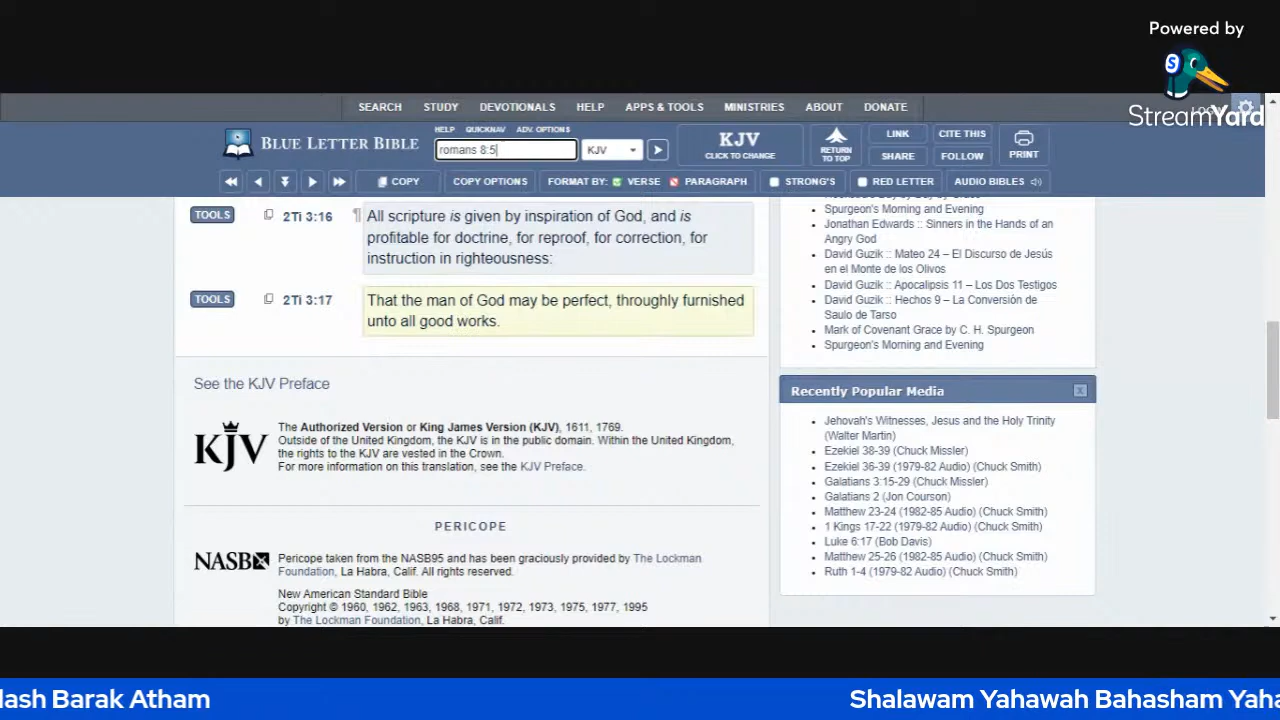 Powered by
S
StreamYard
SEARCH STUDY DEVOTIONALS HELP APPS & TOOLS MINISTRIES ABOUT DONATE
HELP QUICKNAV ADV. OPTIONS
BLUE LETTER BIBLE
romans 8:5
KJV
KJV
CLICK TO CHANGE
RETURN
TO TOP
LINK
CITE THIS
SHARE
FOLLOW
PRINT
COPY COPY OPTIONS FORMAT BY: VERSE PARAGRAPH STRONG'S RED LETTER AUDIO BIBLES
TOOLS 2Ti 3:16 ¶ All scripture is given by inspiration of God, and is
profitable for doctrine, for reproof, for correction, for
instruction in righteousness:
TOOLS 2Ti 3:17 That the man of God may be perfect, throughly furnished
unto all good works.
See the KJV Preface
KJV
The Authorized Version or King James Version (KJV), 1611, 1769.
Outside of the United Kingdom, the KJV is in the public domain. Within the United Kingdom,
the rights to the KJV are vested in the Crown.
For more information on this translation, see the KJV Preface.
PERICOPE
NASB
Pericope taken from the NASB95 and has been graciously provided by The Lockman
Foundation, La Habra, Calif. All rights reserved.
New American Standard Bible
Copyright © 1960, 1962, 1963, 1968, 1971, 1972, 1973, 1975, 1977, 1995
by The Lockman Foundation, La Habra, Calif.
Spurgeon's Morning and Evening
Jonathan Edwards :: Sinners in the Hands of an
Angry God
David Guzik :: Mateo 24 – El Discurso de Jesús
en el Monte de los Olivos
David Guzik :: Apocalipsis 11 – Los Dos Testigos
David Guzik :: Hechos 9 – La Conversión de
Saulo de Tarso
Mark of Covenant Grace by C. H. Spurgeon
Spurgeon's Morning and Evening
Recently Popular Media
x
Jehovah's Witnesses, Jesus and the Holy Trinity
(Walter Martin)
Ezekiel 38-39 (Chuck Missler)
Ezekiel 36-39 (1979-82 Audio) (Chuck Smith)
Galatians 3:15-29 (Chuck Missler)
Galatians 2 (Jon Courson)
Matthew 23-24 (1982-85 Audio) (Chuck Smith)
1 Kings 17-22 (1979-82 Audio) (Chuck Smith)
Luke 6:17 (Bob Davis)
Matthew 25-26 (1982-85 Audio) (Chuck Smith)
Ruth 1-4 (1979-82 Audio) (Chuck Smith)
lash Barak Atham Shalawam Yahawah Bahasham Yaha